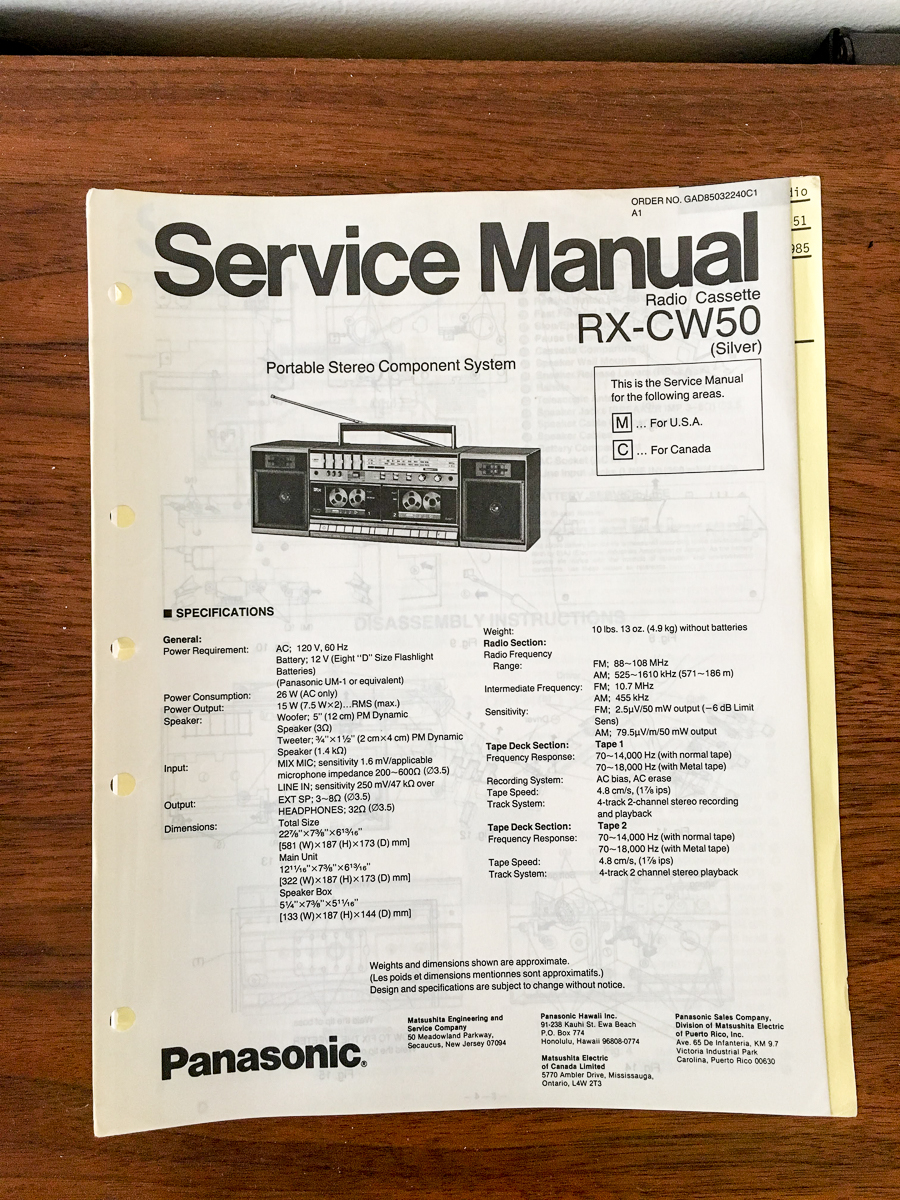 ORDER NO. GAD85032240C1
A1
dio
51
985
Service Manual
Radio Cassette
RX-CW50
(Silver)
Portable Stereo Component System
This is the Service Manual
for the following areas.
M ... For U.S.A.
C ... For Canada
■ SPECIFICATIONS
General:
Power Requirement: AC; 120 V, 60 Hz
Battery; 12 V (Eight "D" Size Flashlight
Batteries)
(Panasonic UM-1 or equivalent)
Power Consumption: 26 W (AC only)
Power Output: 15 W (7.5 W×2)...RMS (max.)
Speaker: Woofer; 5" (12 cm) PM Dynamic
Speaker (3Ω)
Tweeter; ¾"×1½" (2 cm×4 cm) PM Dynamic
Speaker (1.4 kΩ)
Input: MIX MIC; sensitivity 1.6 mV/applicable
microphone impedance 200~600Ω (Ø3.5)
LINE IN; sensitivity 250 mV/47 kΩ over
Output: EXT SP; 3~8Ω (Ø3.5)
HEADPHONES; 32Ω (Ø3.5)
Dimensions: Total Size
22⅞"×7⅜"×6¹³/₁₆"
[581 (W)×187 (H)×173 (D) mm]
Main Unit
12¹¹/₁₆"×7⅜"×6¹³/₁₆"
[322 (W)×187 (H)×173 (D) mm]
Speaker Box
5¼"×7⅜"×5¹¹/₁₆"
[133 (W)×187 (H)×144 (D) mm]
Weight: 10 lbs. 13 oz. (4.9 kg) without batteries
Radio Section:
Radio Frequency
Range: FM; 88~108 MHz
AM; 525~1610 kHz (571~186 m)
Intermediate Frequency: FM; 10.7 MHz
AM; 455 kHz
Sensitivity: FM; 2.5µV/50 mW output (−6 dB Limit
Sens)
AM; 79.5µV/m/50 mW output
Tape Deck Section: Tape 1
Frequency Response: 70~14,000 Hz (with normal tape)
70~18,000 Hz (with Metal tape)
Recording System: AC bias, AC erase
Tape Speed: 4.8 cm/s, (1⅞ ips)
Track System: 4-track 2-channel stereo recording
and playback
Tape Deck Section: Tape 2
Frequency Response: 70~14,000 Hz (with normal tape)
70~18,000 Hz (with Metal tape)
Tape Speed: 4.8 cm/s, (1⅞ ips)
Track System: 4-track 2 channel stereo playback
Weights and dimensions shown are approximate.
(Les poids et dimensions mentionnes sont approximatifs.)
Design and specifications are subject to change without notice.
Panasonic®
Matsushita Engineering and
Service Company
50 Meadowland Parkway,
Secaucus, New Jersey 07094
Panasonic Hawaii Inc.
91-238 Kauhi St. Ewa Beach
P.O. Box 774
Honolulu, Hawaii 96808-0774
Matsushita Electric
of Canada Limited
5770 Ambler Drive, Mississauga,
Ontario, L4W 2T3
Panasonic Sales Company,
Division of Matsushita Electric
of Puerto Rico, Inc.
Ave. 65 De Infanteria, KM 9.7
Victoria Industrial Park
Carolina, Puerto Rico 00630
DISASSEMBLY INSTRUCTIONS